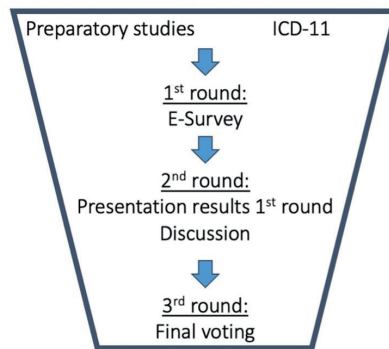 Preparatory studies ICD-11
1st round:
E-Survey
2nd round:
Presentation results 1st round
Discussion
3rd round:
Final voting